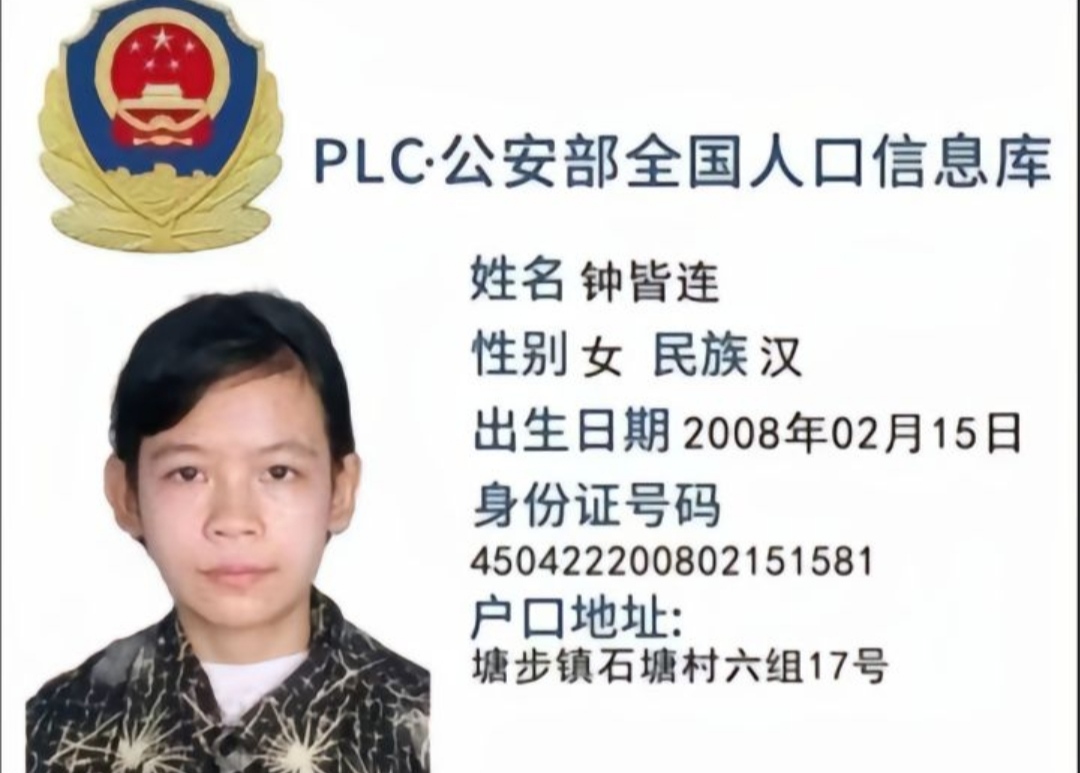 PLC·公安部全国人口信息库
姓名 钟皆连
性别 女 民族 汉
出生日期 2008年02月15日
身份证号码
450422200802151581
户口地址:
塘步镇石塘村六组17号